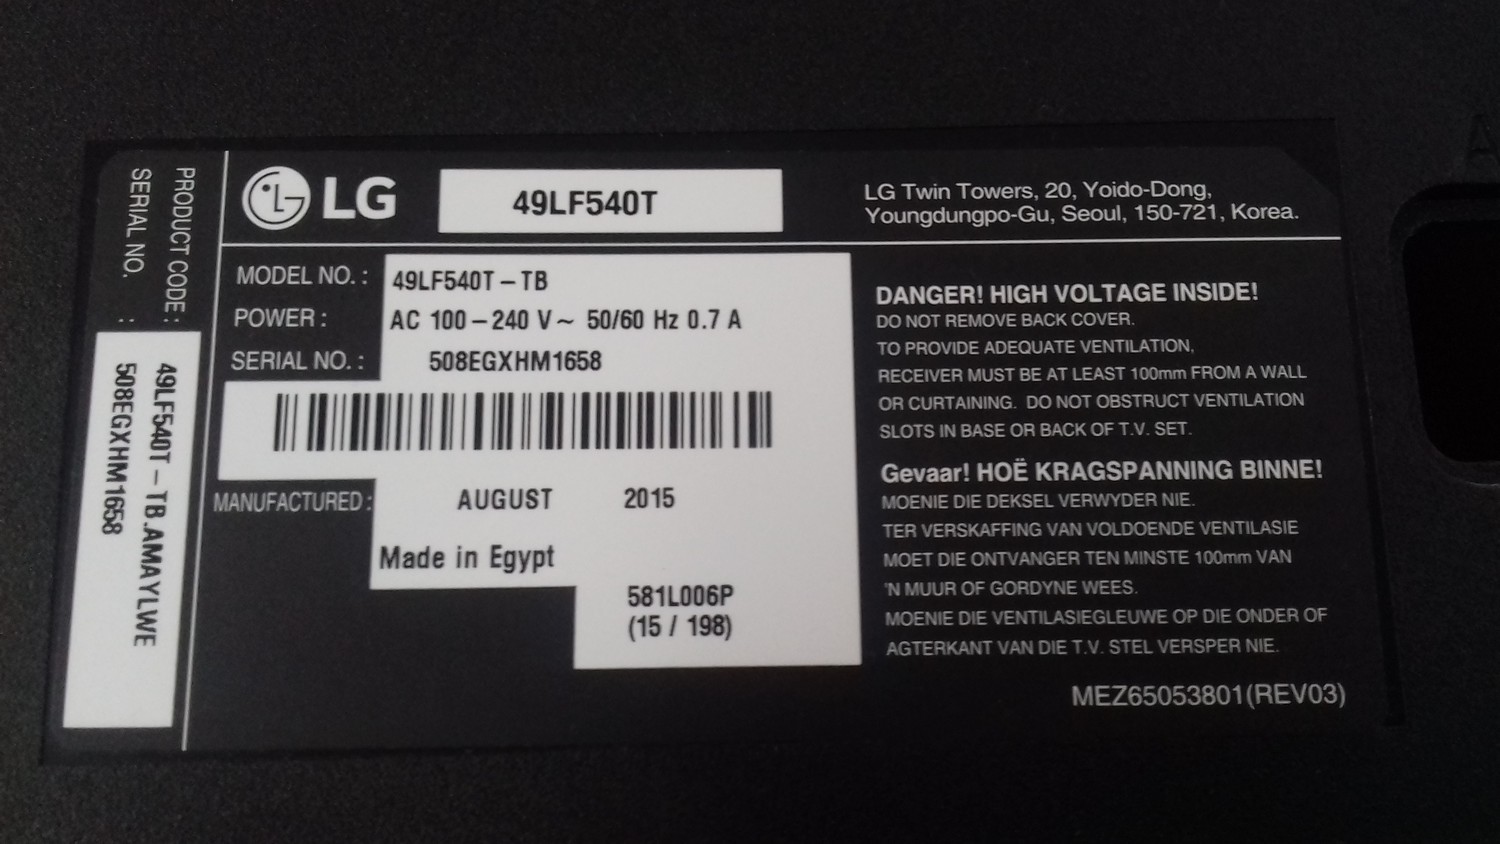 PRODUCT CODE :
SERIAL NO. :
49LF540T – TB.AMAYLWE
508EGXHM1658
LG
49LF540T
LG Twin Towers, 20, Yoido-Dong,
Youngdungpo-Gu, Seoul, 150-721, Korea.
MODEL NO. : 49LF540T – TB
POWER : AC 100 – 240 V ~ 50/60 Hz 0.7 A
SERIAL NO. : 508EGXHM1658
MANUFACTURED : AUGUST 2015
Made in Egypt
581L006P
(15 / 198)
DANGER! HIGH VOLTAGE INSIDE!
DO NOT REMOVE BACK COVER.
TO PROVIDE ADEQUATE VENTILATION,
RECEIVER MUST BE AT LEAST 100mm FROM A WALL
OR CURTAINING. DO NOT OBSTRUCT VENTILATION
SLOTS IN BASE OR BACK OF T.V. SET.
Gevaar! HOË KRAGSPANNING BINNE!
MOENIE DIE DEKSEL VERWYDER NIE.
TER VERSKAFFING VAN VOLDOENDE VENTILASIE
MOET DIE ONTVANGER TEN MINSTE 100mm VAN
'N MUUR OF GORDYNE WEES.
MOENIE DIE VENTILASIEGLEUWE OP DIE ONDER OF
AGTERKANT VAN DIE T.V. STEL VERSPER NIE.
MEZ65053801(REV03)